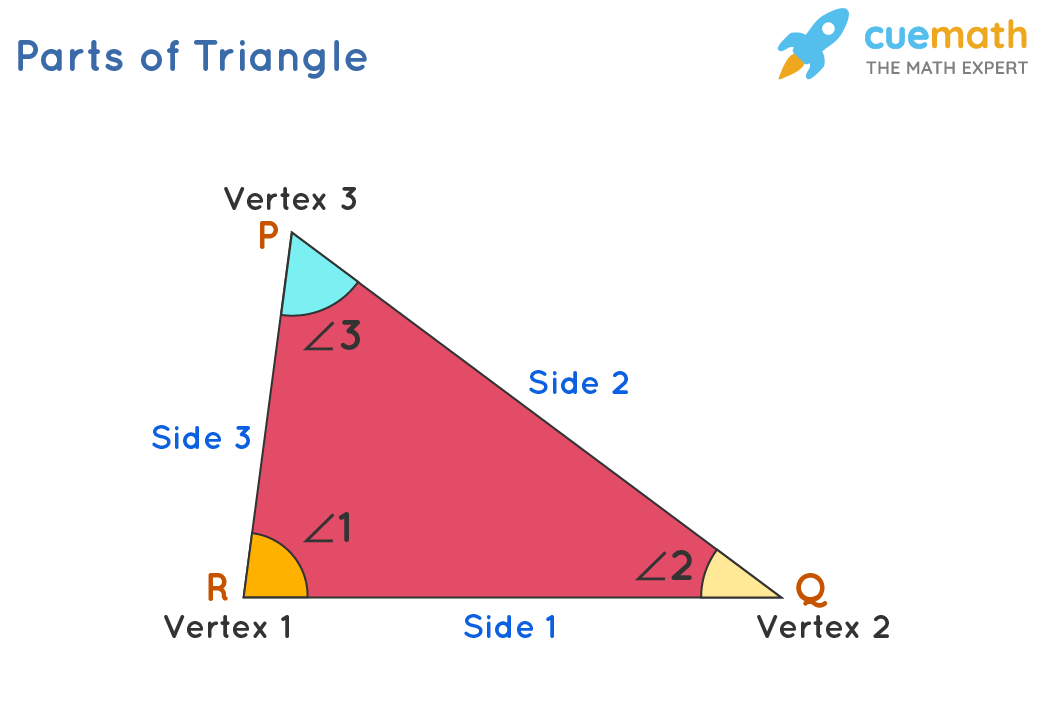 Parts of Triangle
cuemath
THE MATH EXPERT
Vertex 3
P
∠3
Side 2
Side 3
∠1
∠2
R
Q
Vertex 1
Side 1
Vertex 2